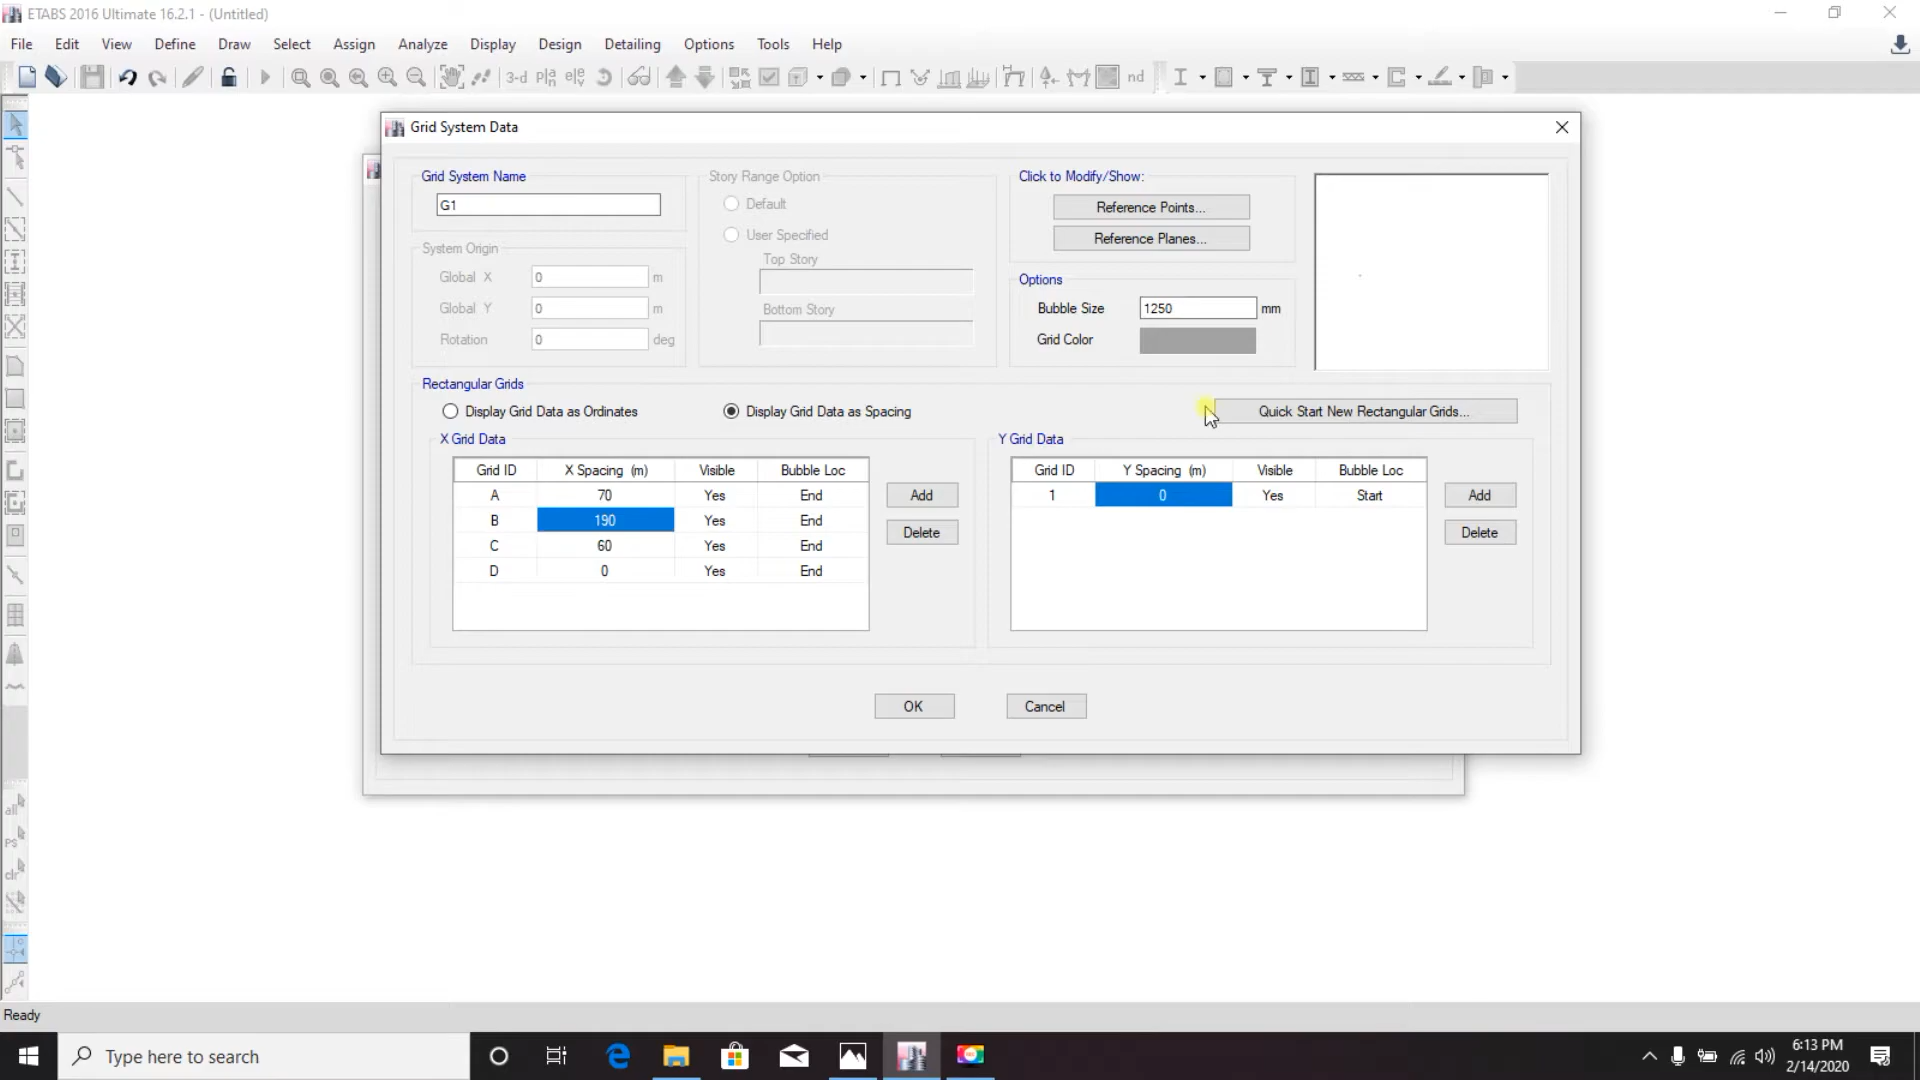 ETABS 2016 Ultimate 16.2.1 - (Untitled)
File Edit View Define Draw Select Assign Analyze Display Design Detailing Options Tools Help
3-d nd
Grid System Data
Grid System Name
G1
System Origin
Global X 0 m
Global Y 0 m
Rotation 0 deg
Story Range Option
Default
User Specified
Top Story
Bottom Story
Click to Modify/Show:
Reference Points...
Reference Planes...
Options
Bubble Size 1250 mm
Grid Color
Rectangular Grids
Display Grid Data as Ordinates Display Grid Data as Spacing Quick Start New Rectangular Grids...
X Grid Data
Grid ID X Spacing (m) Visible Bubble Loc
A 70 Yes End
B 190 Yes End
C 60 Yes End
D 0 Yes End
Add
Delete
Y Grid Data
Grid ID Y Spacing (m) Visible Bubble Loc
1 0 Yes Start
Add
Delete
OK Cancel
all
PS
clr
Ready
Type here to search
6:13 PM
2/14/2020